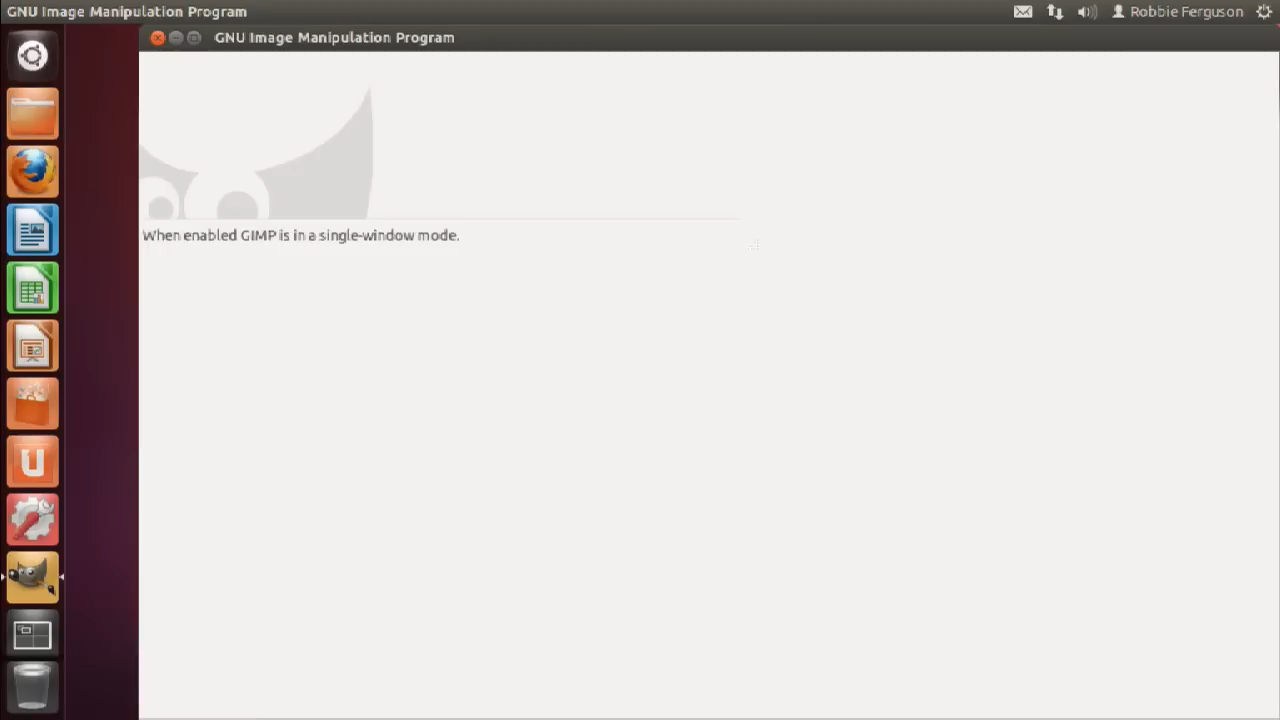 GNU Image Manipulation Program
Robbie Ferguson
GNU Image Manipulation Program
When enabled GIMP is in a single-window mode.